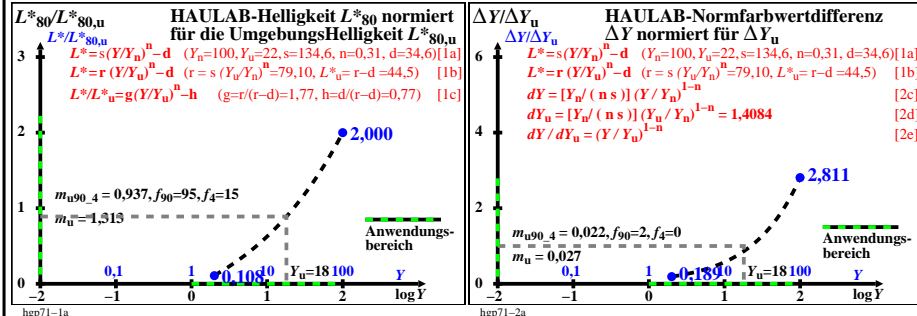 L*80/L*80,u
HAULAB-Helligkeit L*80 normiert
für die UmgebungsHelligkeit L*80,u
L*/L*80,u
L*=s(Y/Yn)^n−d (Yn=100, Yu=22, s=134,6, n=0,31, d=34,6)[1a]
L*=r(Y/Yu)^n−d (r = s (Yu/Yn)^n=79,10, L*u= r−d =44,5) [1b]
L*/L*u=g(Y/Yu)^n−h (g=r/(r−d)=1,77, h=d/(r−d)=0,77) [1c]
4
2
0
2,000
0,108
mu90_4 = 0,937, f90=95, f4=15
mu = 1,315
Anwendungs-
bereich
0,1 1 10 Yu=18 100 Y
−2 −1 0 1 2 log Y
hgp71−1a
ΔY/ΔYu
HAULAB-Normfarbwertdifferenz
ΔY normiert für ΔYu
ΔY/ΔYu
L*=s(Y/Yn)^n−d (Yn=100, Yu=22, s=134,6, n=0,31, d=34,6)[1a]
L*=r(Y/Yu)^n−d (r = s (Yu/Yn)^n=79,10, L*u= r−d =44,5) [1b]
dY=[Yn/( n s)] (Y / Yn)^1−n [2c]
dYu=[Yn/( n s)] (Yu / Yn)^1−n = 1,4084 [2d]
dY / dYu= (Y / Yu)^1−n [2e]
6
4
2
0
2,811
0,189
mu90_4 = 0,022, f90=2, f4=0
mu = 0,027
Anwendungs-
bereich
0,1 1 10 Yu=18 100 Y
−2 −1 0 1 2 log Y
hgp71−2a